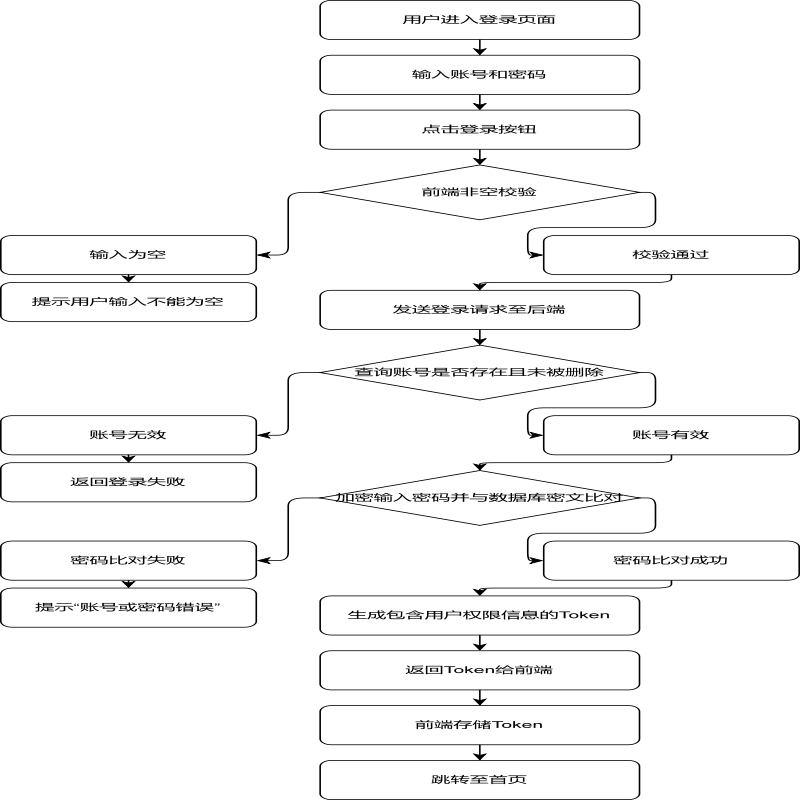 用户进入登录页面
输入账号和密码
点击登录按钮
前端非空校验
输入为空
校验通过
提示用户输入不能为空
发送登录请求至后端
查询账号是否存在且未被删除
账号无效
账号有效
返回登录失败
加密输入密码并与数据库密文比对
密码比对失败
密码比对成功
提示“账号或密码错误”
生成包含用户权限信息的Token
返回Token给前端
前端存储Token
跳转至首页